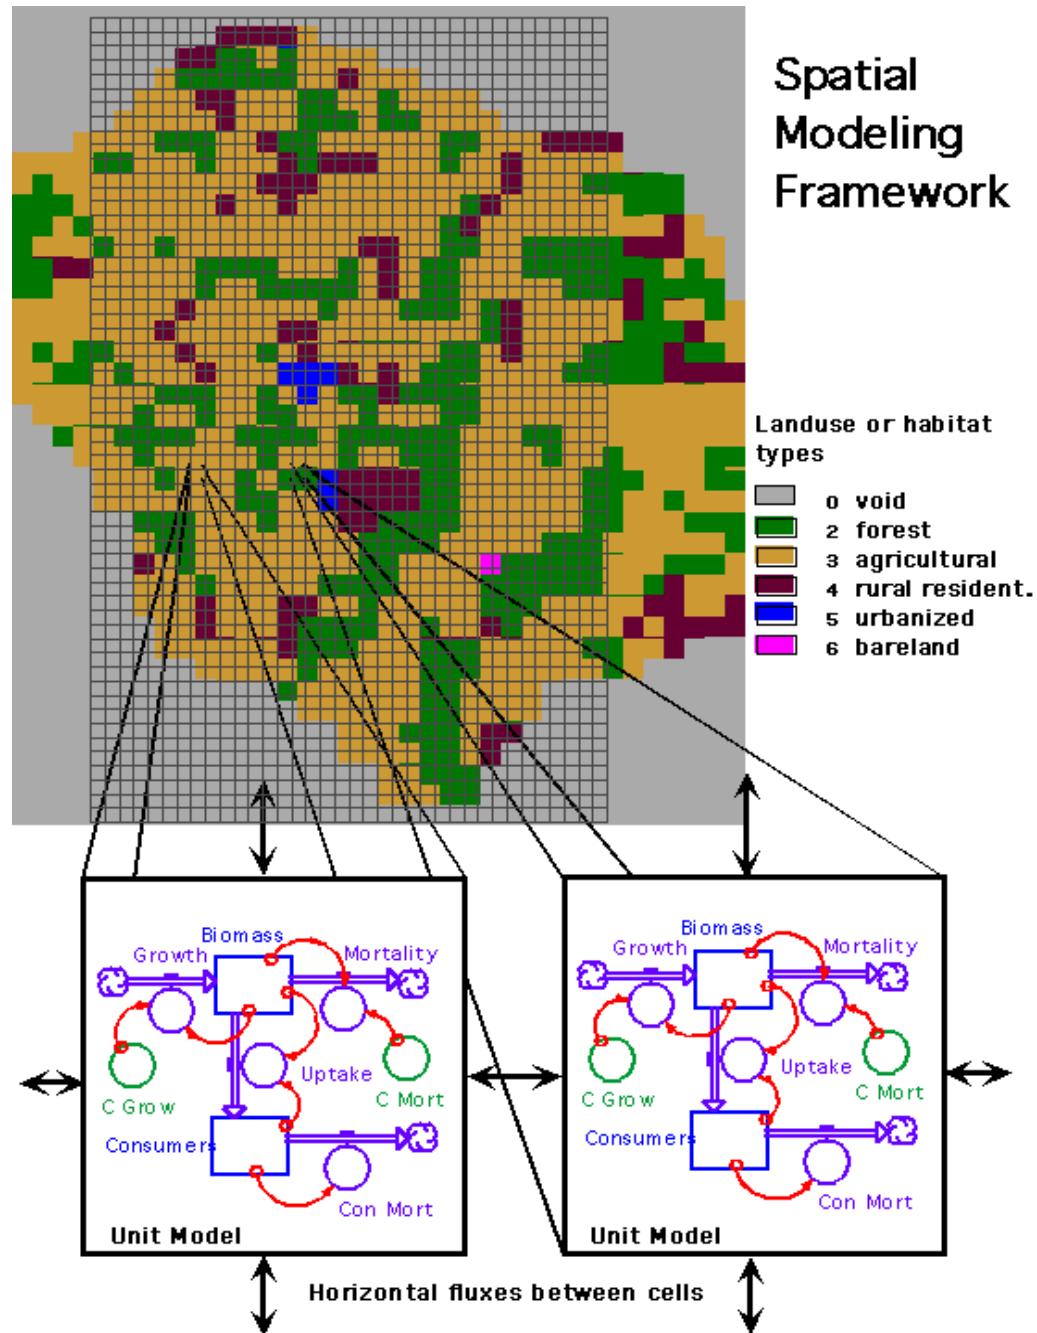 Spatial
Modeling
Framework
Landuse or habitat
types
0 void
2 forest
3 agricultural
4 rural resident.
5 urbanized
6 bareland
Biomass
Growth
Mortality
Uptake
C Grow
C Mort
Consumers
Con Mort
Unit Model
Biomass
Growth
Mortality
Uptake
C Grow
C Mort
Consumers
Con Mort
Unit Model
Horizontal fluxes between cells